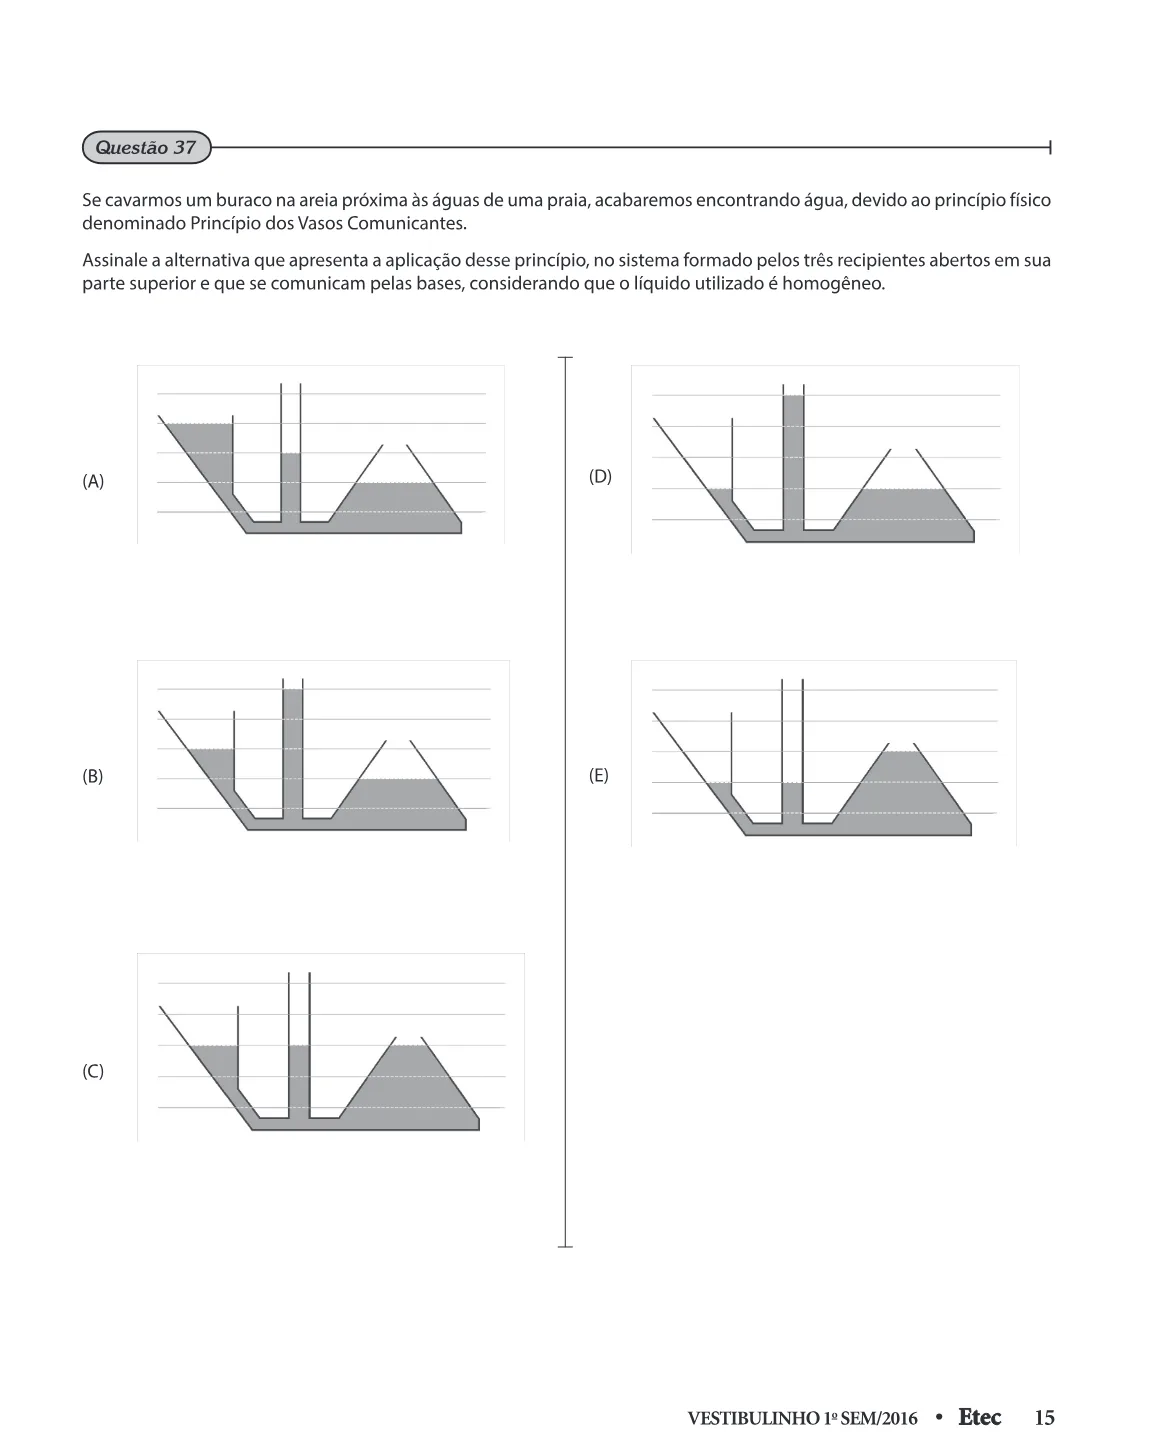 Questão 37
Se cavarmos um buraco na areia próxima às águas de uma praia, acabaremos encontrando água, devido ao princípio físico
denominado Princípio dos Vasos Comunicantes.
Assinale a alternativa que apresenta a aplicação desse princípio, no sistema formado pelos três recipientes abertos em sua
parte superior e que se comunicam pelas bases, considerando que o líquido utilizado é homogêneo.
(A)
(B)
(C)
(D)
(E)
VESTIBULINHO 1º SEM/2016 • Etec 15